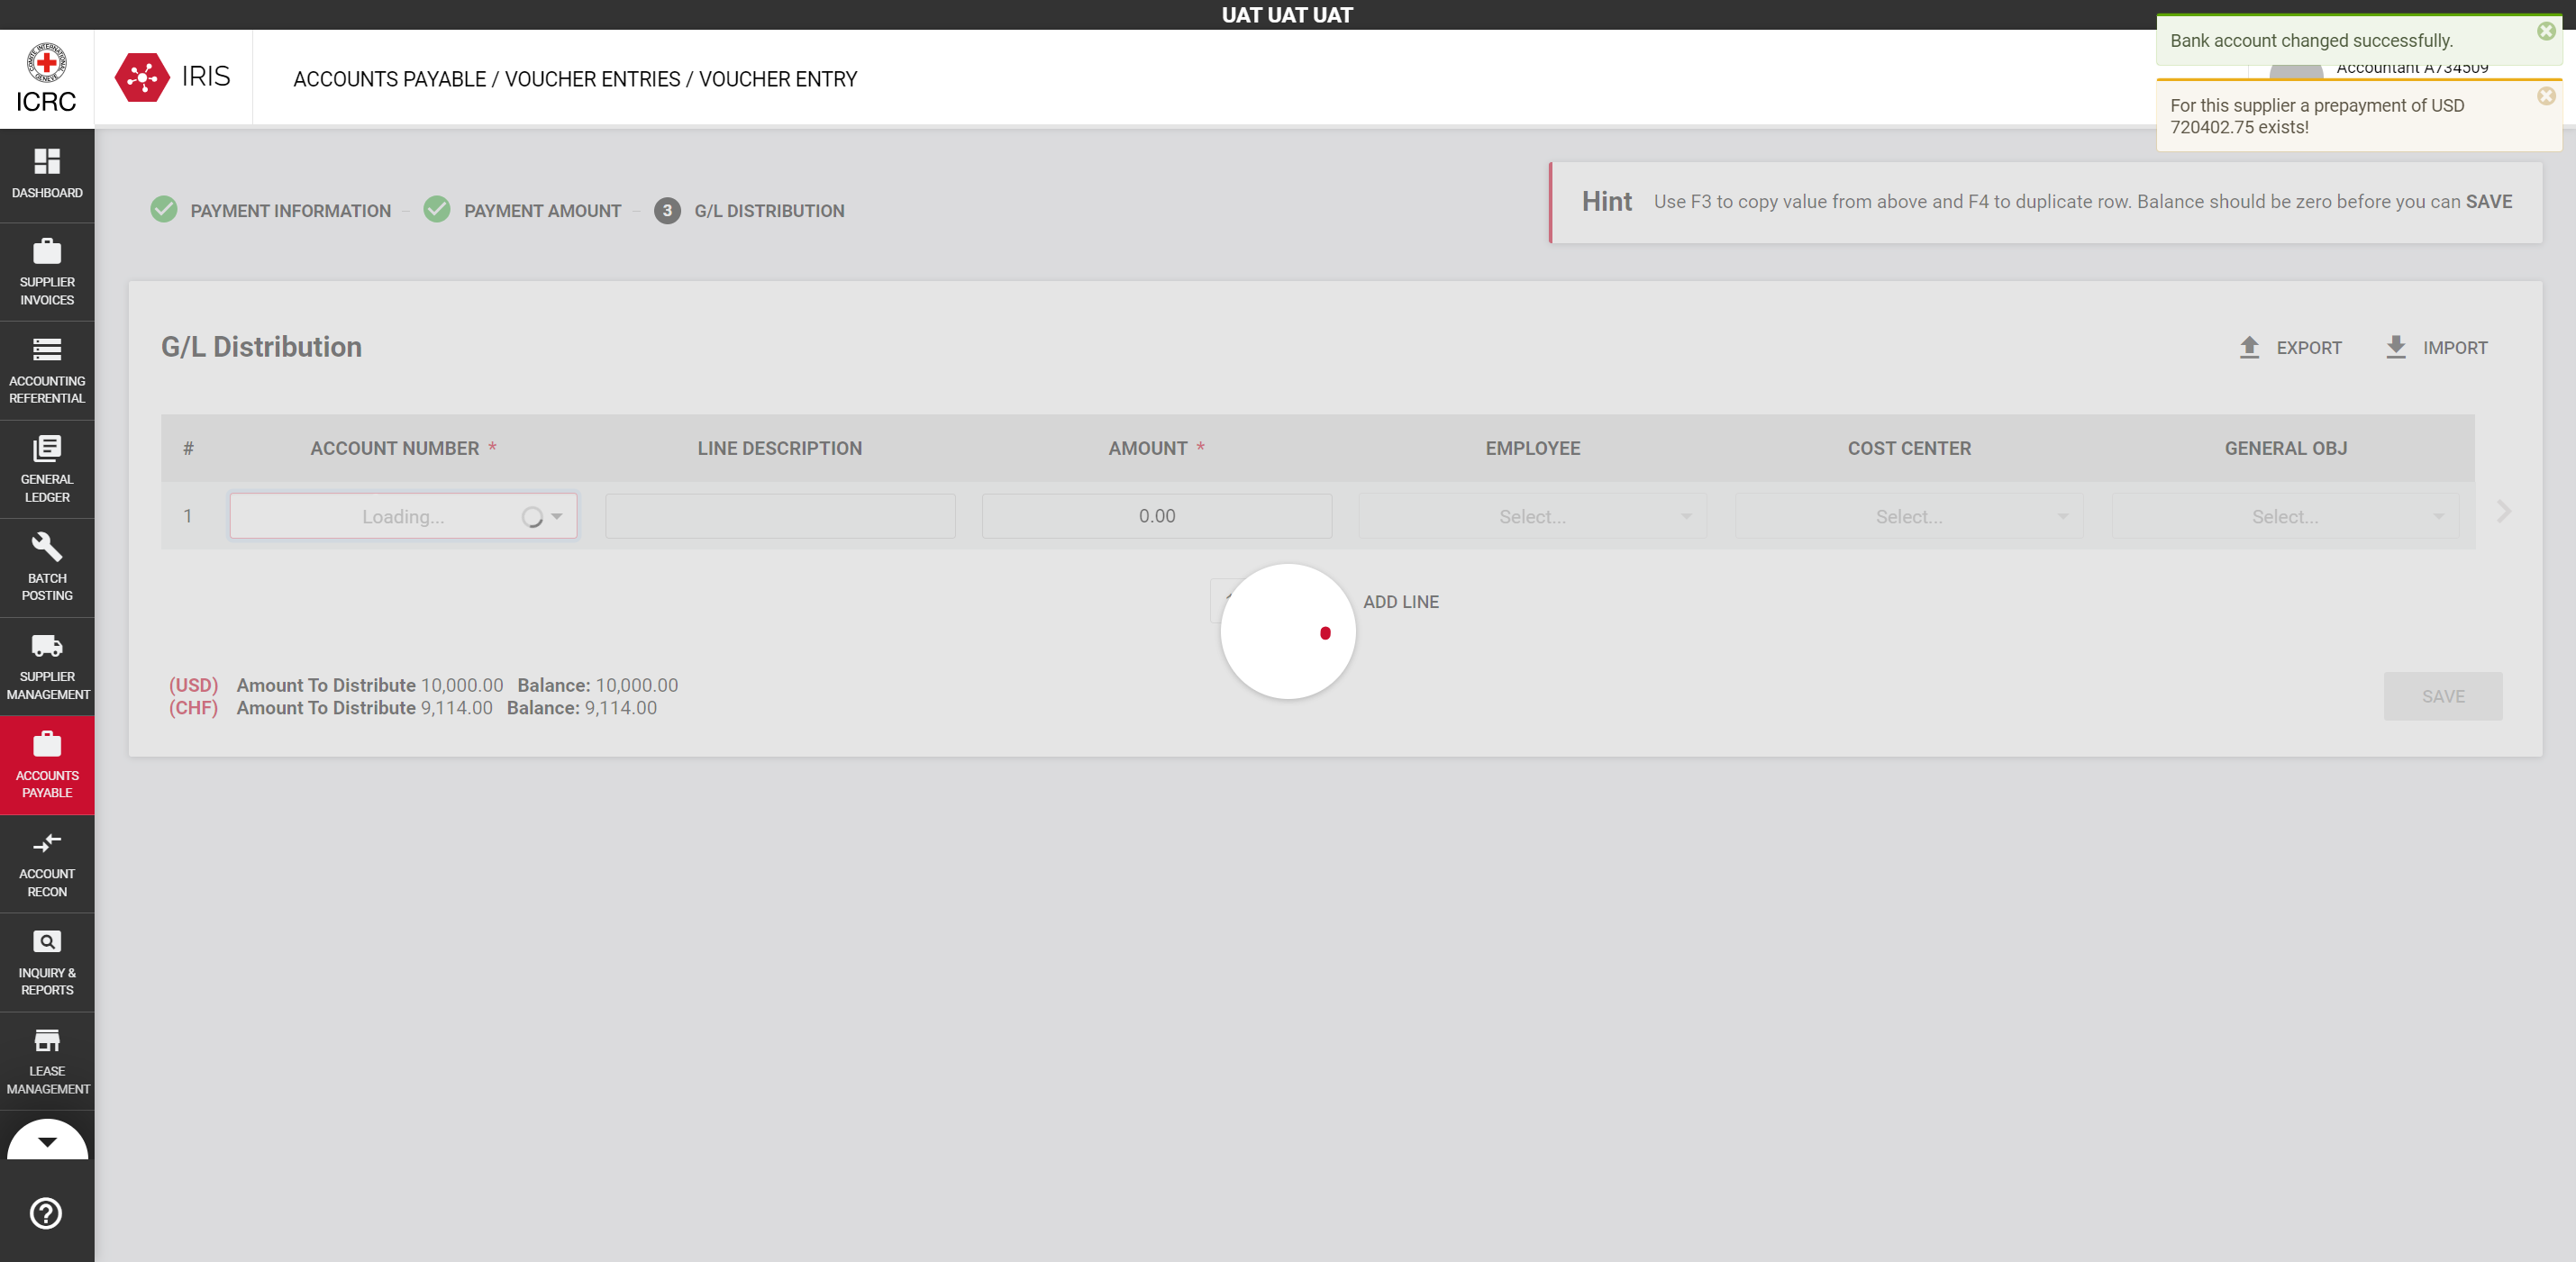 UAT UAT UAT
ICRC
IRIS
ACCOUNTS PAYABLE / VOUCHER ENTRIES / VOUCHER ENTRY
Bank account changed successfully.
Accountant A734509
For this supplier a prepayment of USD
720402.75 exists!
DASHBOARD
SUPPLIER
INVOICES
ACCOUNTING
REFERENTIAL
GENERAL
LEDGER
BATCH
POSTING
SUPPLIER
MANAGEMENT
ACCOUNTS
PAYABLE
ACCOUNT
RECON
INQUIRY &
REPORTS
LEASE
MANAGEMENT
PAYMENT INFORMATION
PAYMENT AMOUNT
3 G/L DISTRIBUTION
Hint Use F3 to copy value from above and F4 to duplicate row. Balance should be zero before you can SAVE
G/L Distribution
EXPORT IMPORT
# ACCOUNT NUMBER * LINE DESCRIPTION AMOUNT * EMPLOYEE COST CENTER GENERAL OBJ
1 Loading... 0.00 Select... Select... Select...
ADD LINE
(USD) Amount To Distribute 10,000.00 Balance: 10,000.00
(CHF) Amount To Distribute 9,114.00 Balance: 9,114.00
SAVE